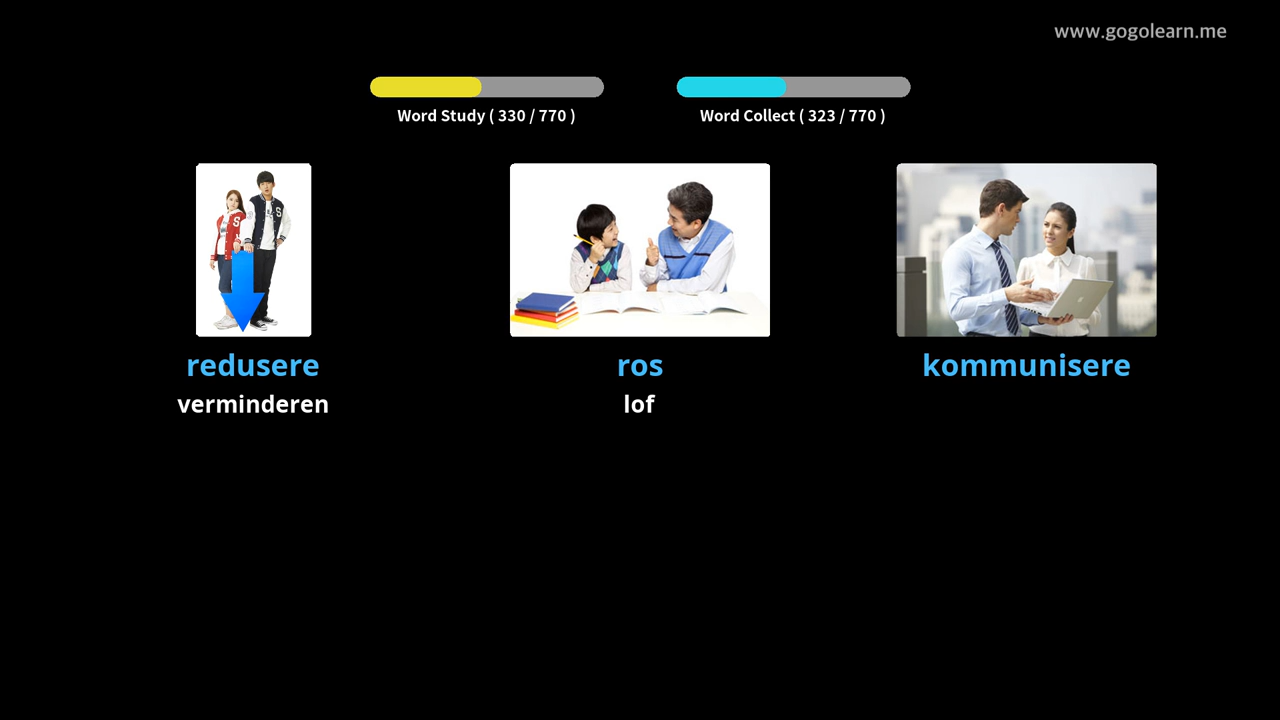 www.gogolearn.me
Word Study ( 330 / 770 )
Word Collect ( 323 / 770 )
S
S
redusere
ros
kommunisere
verminderen
lof